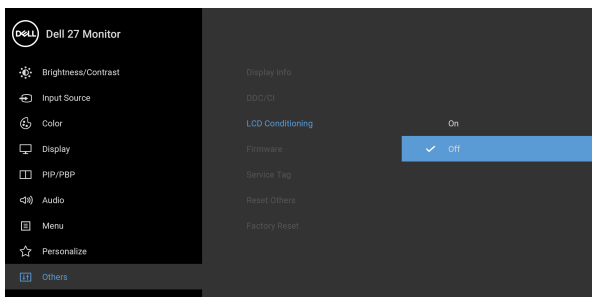 DELL Dell 27 Monitor
Brightness/Contrast
Display Info
Input Source
DDC/CI
Color
LCD Conditioning
On
Display
Firmware
Off
PIP/PBP
Service Tag
Audio
Reset Others
Menu
Factory Reset
Personalize
Others